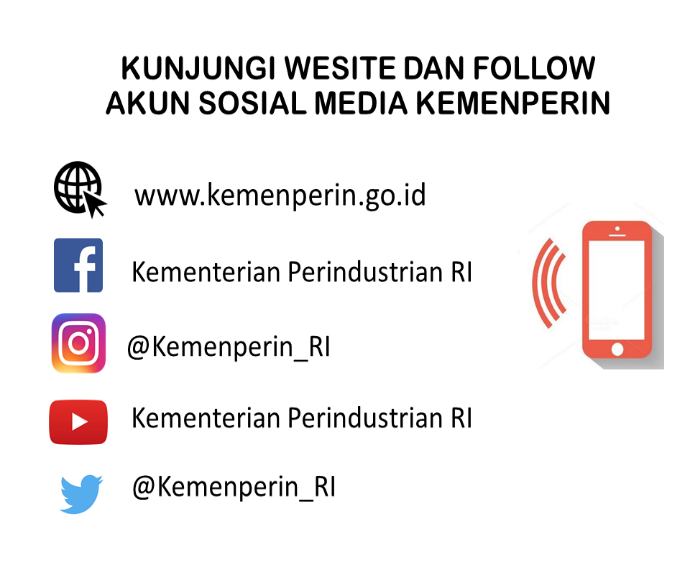 KUNJUNGI WESITE DAN FOLLOW
AKUN SOSIAL MEDIA KEMENPERIN
www.kemenperin.go.id
Kementerian Perindustrian RI
@Kemenperin_RI
Kementerian Perindustrian RI
@Kemenperin_RI